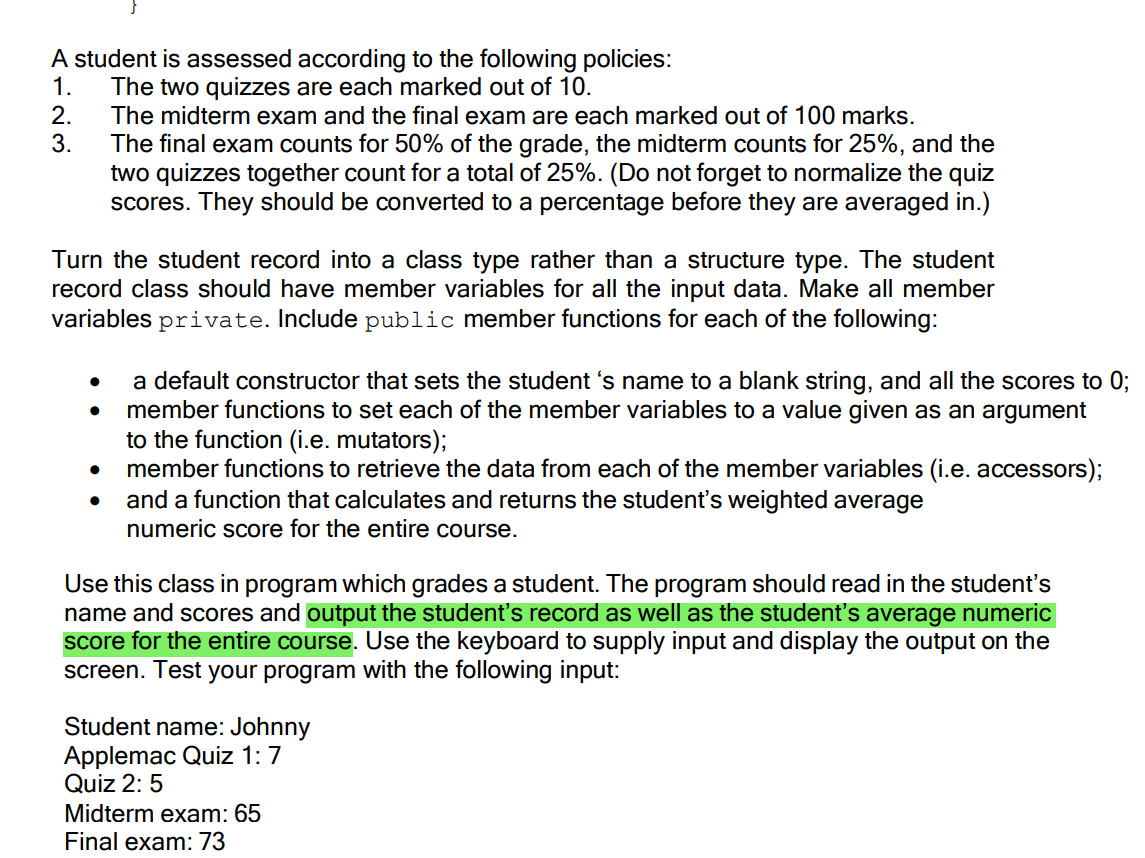 }
A student is assessed according to the following policies:
1. The two quizzes are each marked out of 10.
2. The midterm exam and the final exam are each marked out of 100 marks.
3. The final exam counts for 50% of the grade, the midterm counts for 25%, and the
two quizzes together count for a total of 25%. (Do not forget to normalize the quiz
scores. They should be converted to a percentage before they are averaged in.)
Turn the student record into a class type rather than a structure type. The student
record class should have member variables for all the input data. Make all member
variables private. Include public member functions for each of the following:
• a default constructor that sets the student ‘s name to a blank string, and all the scores to 0;
• member functions to set each of the member variables to a value given as an argument
to the function (i.e. mutators);
• member functions to retrieve the data from each of the member variables (i.e. accessors);
• and a function that calculates and returns the student’s weighted average
numeric score for the entire course.
Use this class in program which grades a student. The program should read in the student’s
name and scores and output the student’s record as well as the student’s average numeric
score for the entire course. Use the keyboard to supply input and display the output on the
screen. Test your program with the following input:
Student name: Johnny
Applemac Quiz 1: 7
Quiz 2: 5
Midterm exam: 65
Final exam: 73